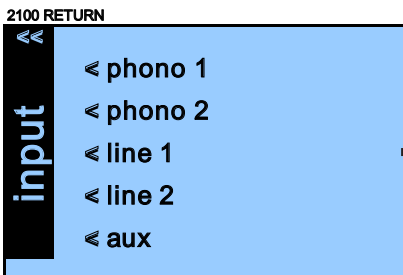 2100 RETURN
<<
input
< phono 1
< phono 2
< line 1
< line 2
< aux